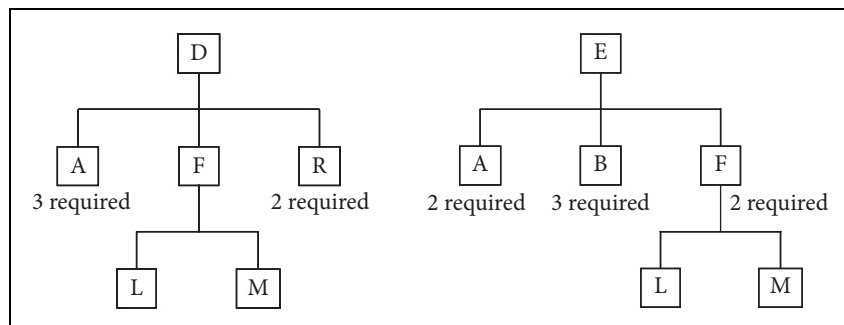 D E
A F R A B F
3 required 2 required 2 required 3 required 2 required
L M L M